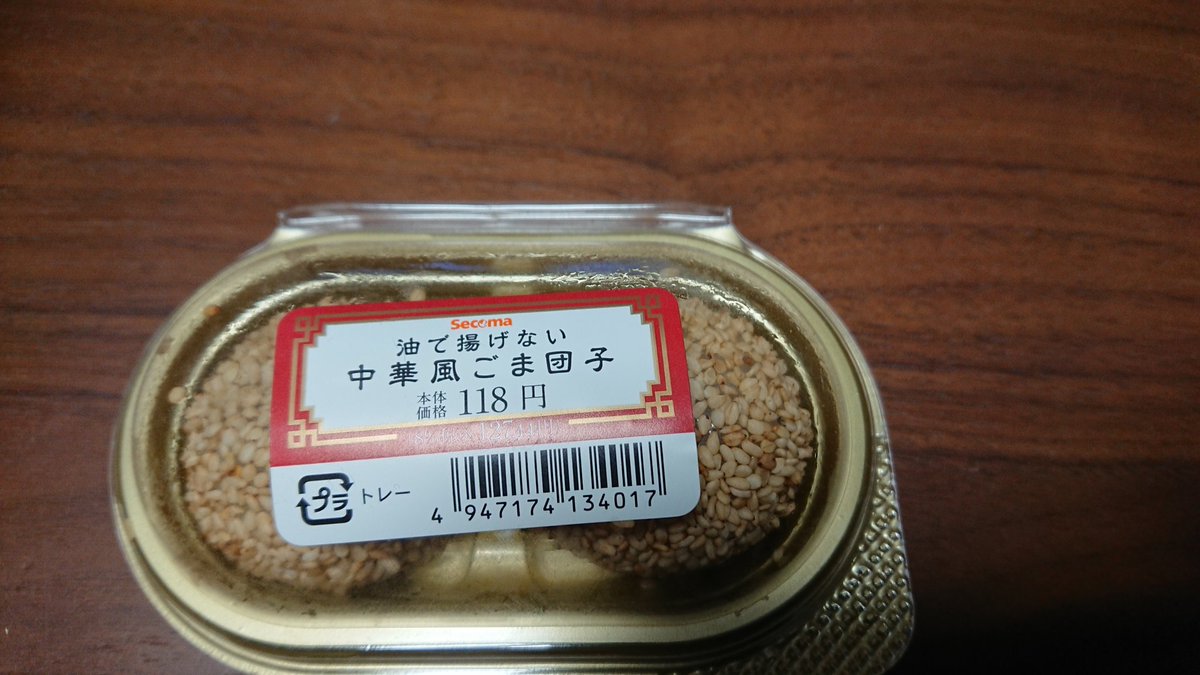 Secoma
油で揚げない
中華風ごま団子
本体
価格 118円
プラ トレー
4 947174 134017